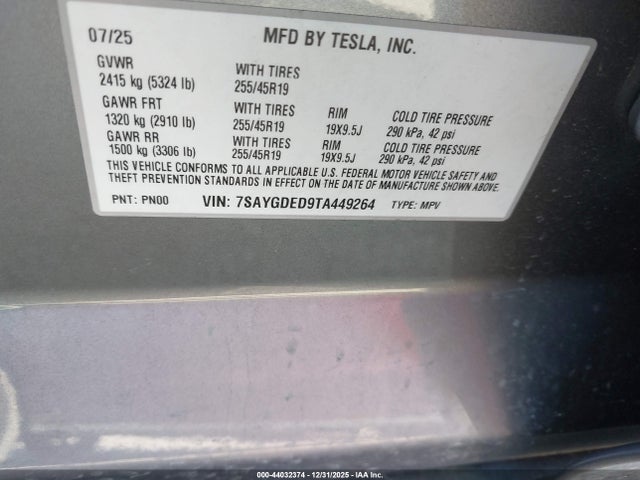 07/25 MFD BY TESLA, INC.
GVWR
2415 kg (5324 lb) WITH TIRES 255/45R19
GAWR FRT
1320 kg (2910 lb) WITH TIRES 255/45R19 RIM 19X9.5J COLD TIRE PRESSURE 290 kPa, 42 psi
GAWR RR
1500 kg (3306 lb) WITH TIRES 255/45R19 RIM 19X9.5J COLD TIRE PRESSURE 290 kPa, 42 psi
THIS VEHICLE CONFORMS TO ALL APPLICABLE U.S. FEDERAL MOTOR VEHICLE SAFETY AND
THEFT PREVENTION STANDARDS IN EFFECT ON THE DATE OF MANUFACTURE SHOWN ABOVE.
PNT: PN00 VIN: 7SAYGDED9TA449264 TYPE: MPV
000-44032374 - 12/31/2025 - IAA Inc.